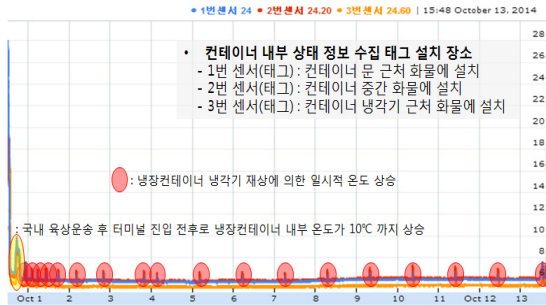 1번센서 24 2번센서 24.20 3번센서 24.60 | 15:48 October 13, 2014
• 컨테이너 내부 상태 정보 수집 태그 설치 장소
- 1번 센서(태그) : 컨테이너 문 근처 화물에 설치
- 2번 센서(태그) : 컨테이너 중간 화물에 설치
- 3번 센서(태그) : 컨테이너 냉각기 근처 화물에 설치
: 냉장컨테이너 냉각기 재상에 의한 일시적 온도 상승
: 국내 육상운송 후 터미널 진입 전후로 냉장컨테이너 내부 온도가 10℃ 까지 상승
28
26
24
22
20
18
16
14
12
10
8
6
4
Oct 1 2 3 4 5 6 7 8 9 10 11 Oct 12 13